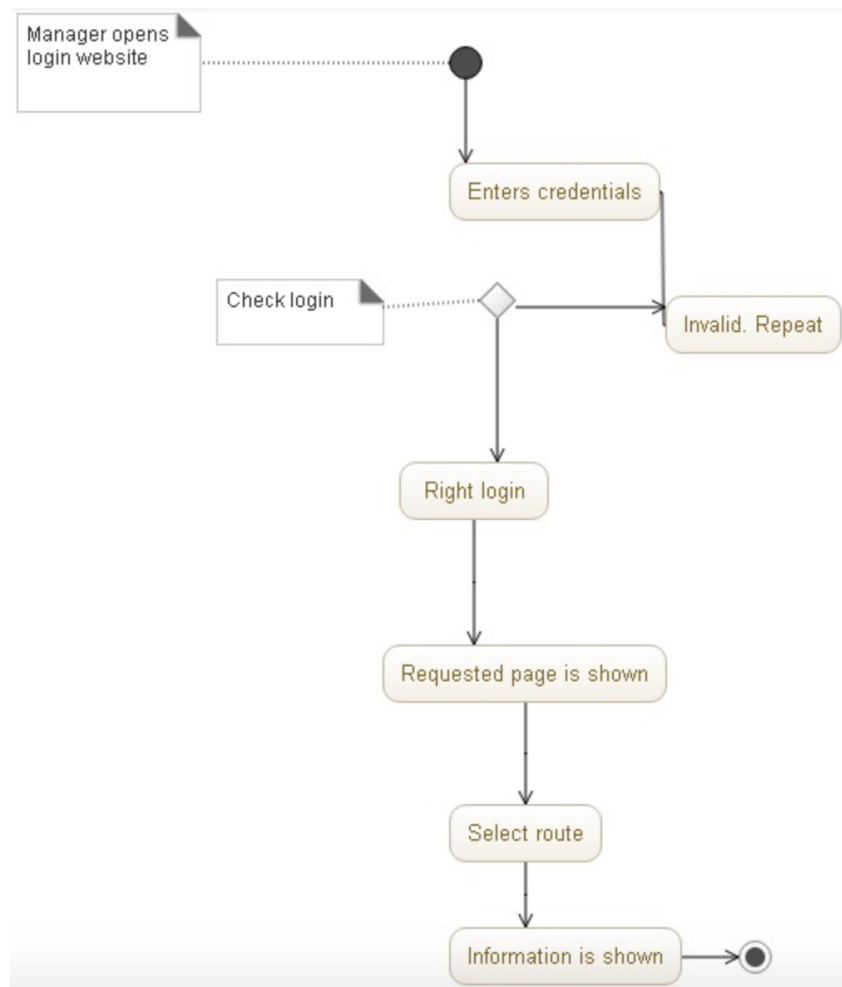 Manager opens
login website
Enters credentials
Check login
Invalid. Repeat
Right login
Requested page is shown
Select route
Information is shown